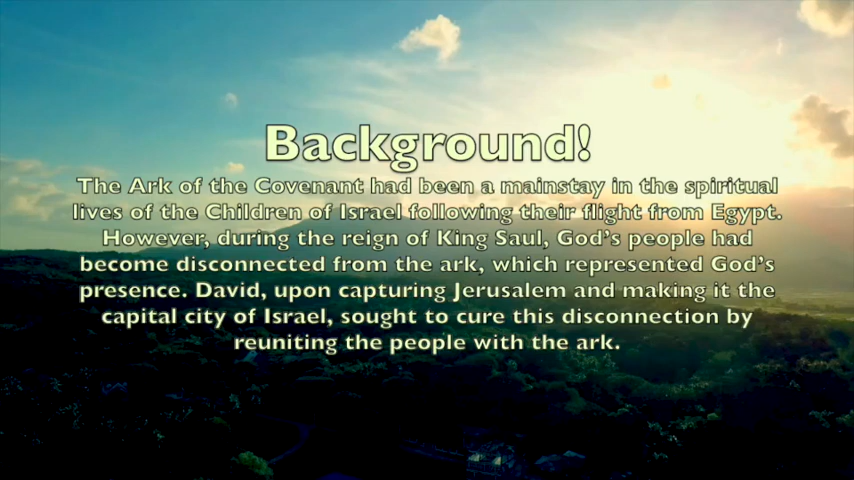 Background!
The Ark of the Covenant had been a mainstay in the spiritual
lives of the Children of Israel following their flight from Egypt.
However, during the reign of King Saul, God's people had
become disconnected from the ark, which represented God's
presence. David, upon capturing Jerusalem and making it the
capital city of Israel, sought to cure this disconnection by
reuniting the people with the ark.